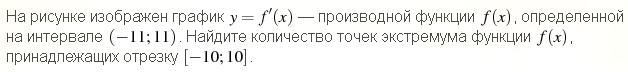 На рисунке изображен график y = f′(x) — производной функции f(x), определенной
на интервале (−11; 11). Найдите количество точек экстремума функции f(x),
принадлежащих отрезку [−10; 10].